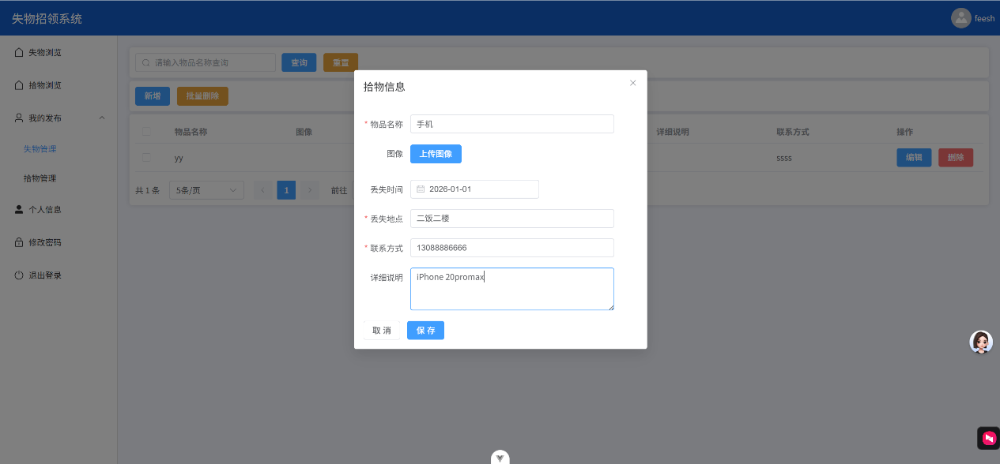 失物招领系统
feesh
失物浏览
拾物浏览
我的发布
失物管理
拾物管理
个人信息
修改密码
退出登录
请输入物品名称查询
查询
重置
新增
批量删除
物品名称
图像
详细说明
联系方式
操作
yy
ssss
编辑
删除
共 1 条
5条/页
1
前往
拾物信息
* 物品名称
手机
图像
上传图像
丢失时间
2026-01-01
* 丢失地点
二饭二楼
* 联系方式
13088886666
详细说明
iPhone 20promax
取 消
保 存